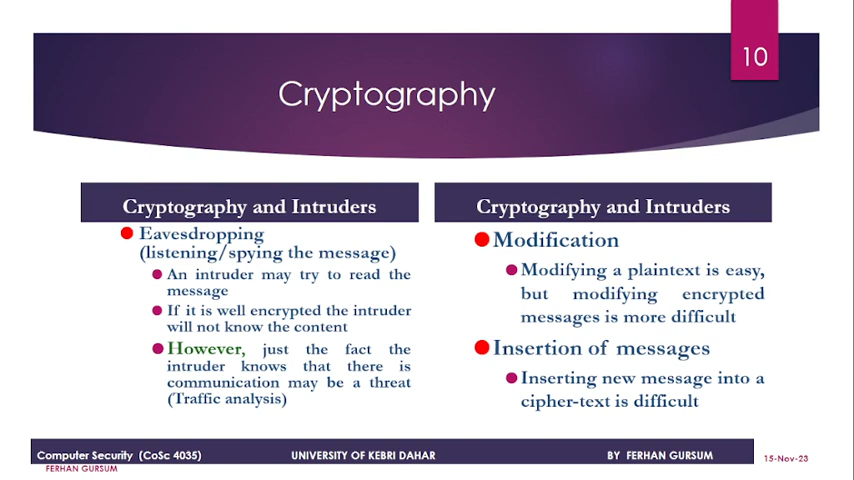 10
Cryptography
Cryptography and Intruders
Eavesdropping
(listening/spying the message)
An intruder may try to read the
message
If it is well encrypted the intruder
will not know the content
However, just the fact the
intruder knows that there is
communication may be a threat
(Traffic analysis)
Cryptography and Intruders
Modification
Modifying a plaintext is easy,
but modifying encrypted
messages is more difficult
Insertion of messages
Inserting new message into a
cipher-text is difficult
Computer Security (CoSc 4035) UNIVERSITY OF KEBRI DAHAR BY FERHAN GURSUM
FERHAN GURSUM
15-Nov-23